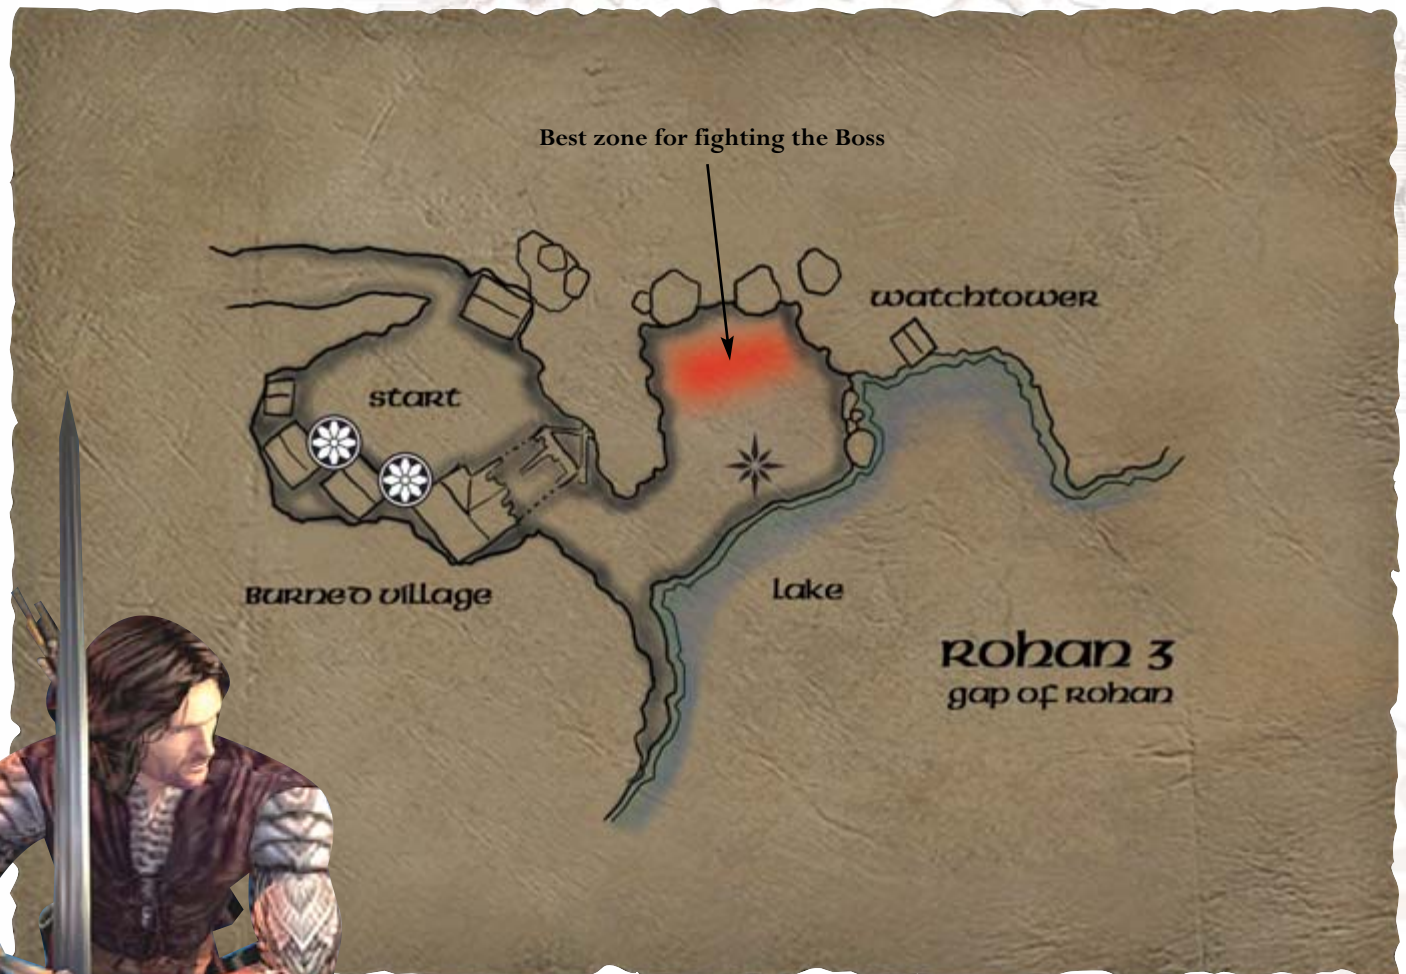 Best zone for fighting the Boss
watchtower
start
Burned village
lake
Rohan 3
gap of Rohan